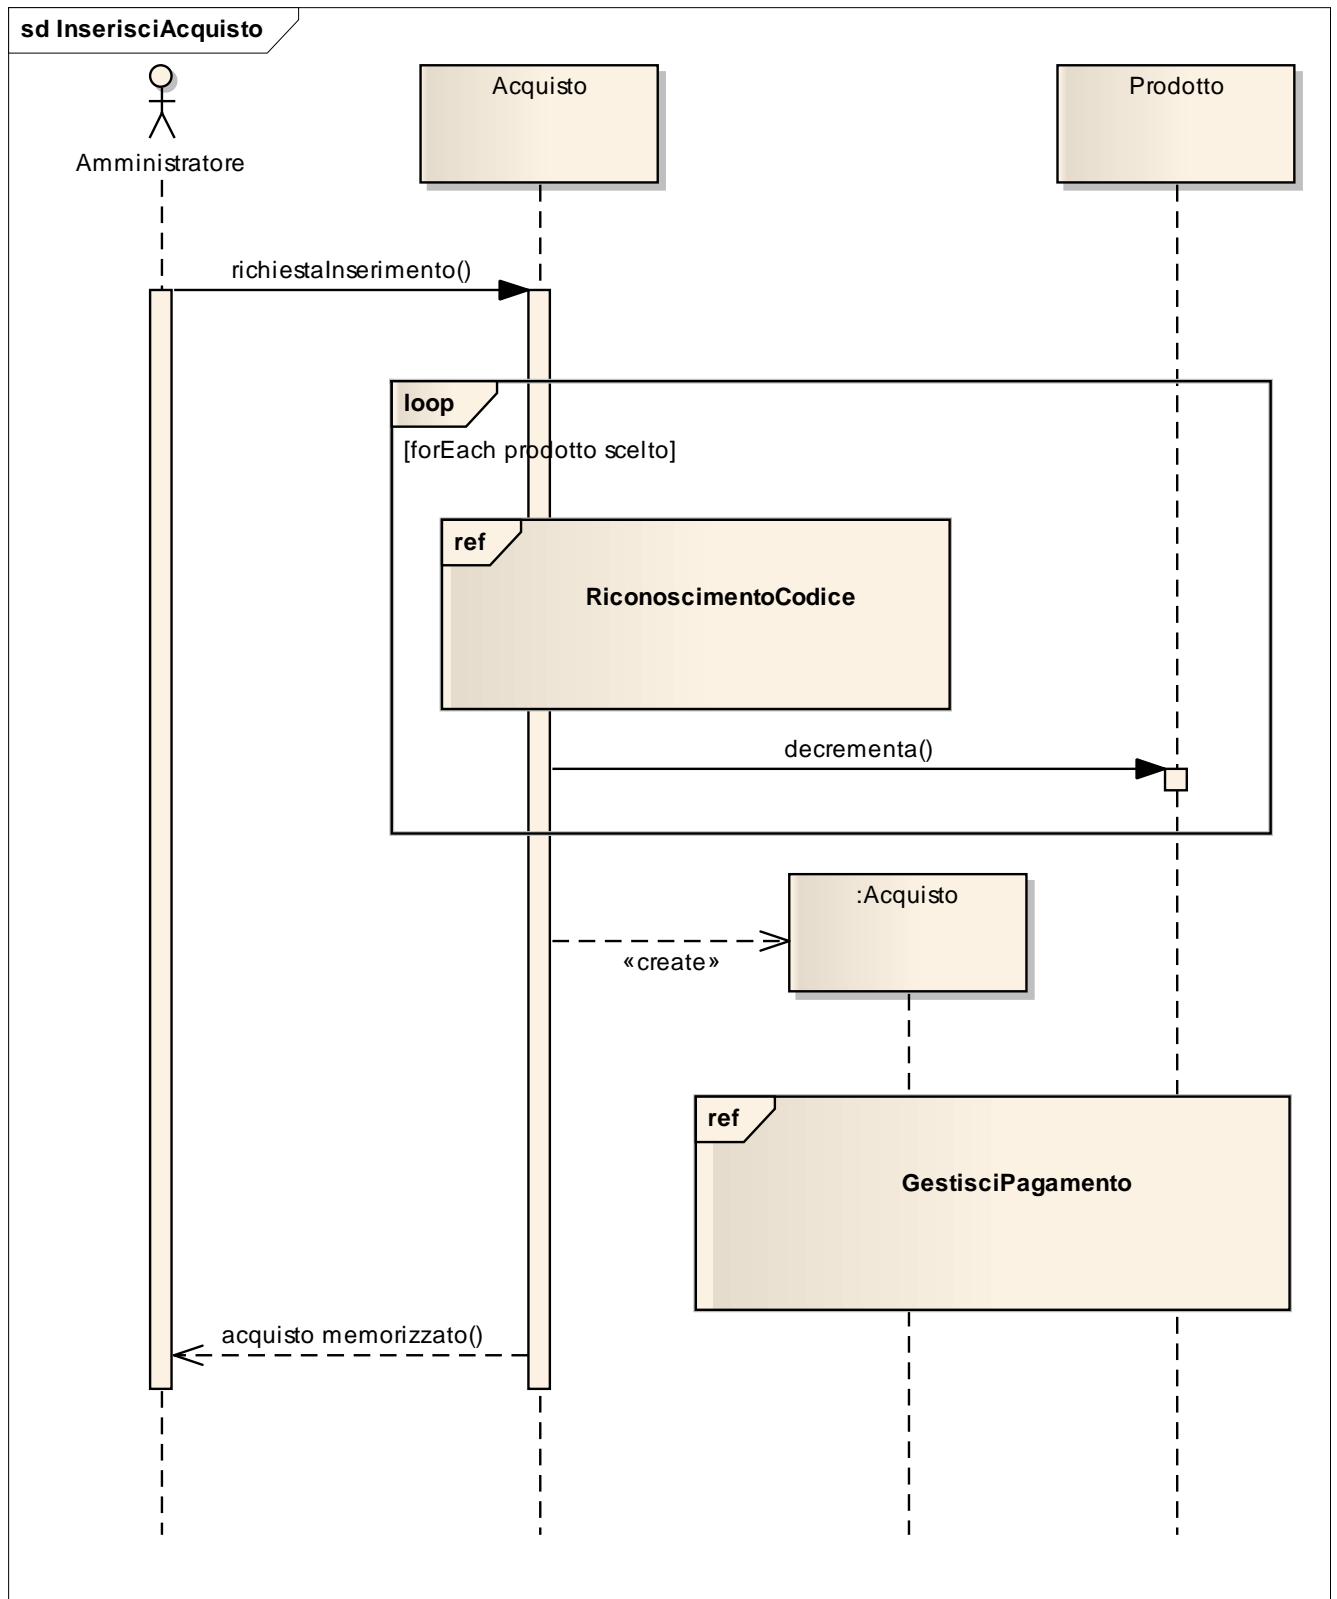 sd InserisciAcquisto
Acquisto
Prodotto
Amministratore
richiestaInserimento()
loop
[forEach prodotto scelto]
ref
RiconoscimentoCodice
decrementa()
:Acquisto
«create»
ref
GestisciPagamento
acquisto memorizzato()